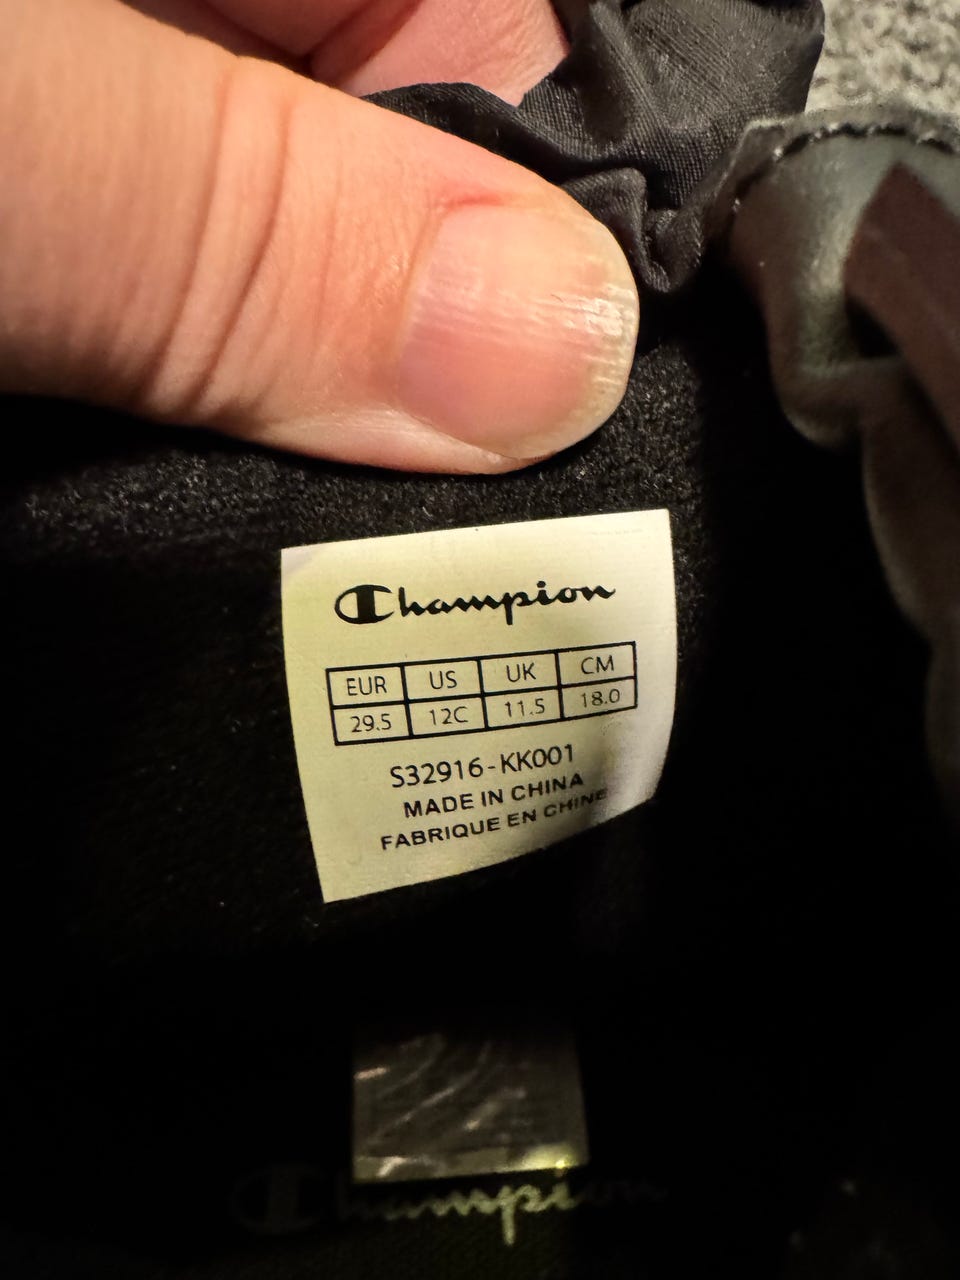 Champion
EUR US UK CM
29.5 12C 11.5 18.0
S32916-KK001
MADE IN CHINA
FABRIQUE EN CHINE
Champion